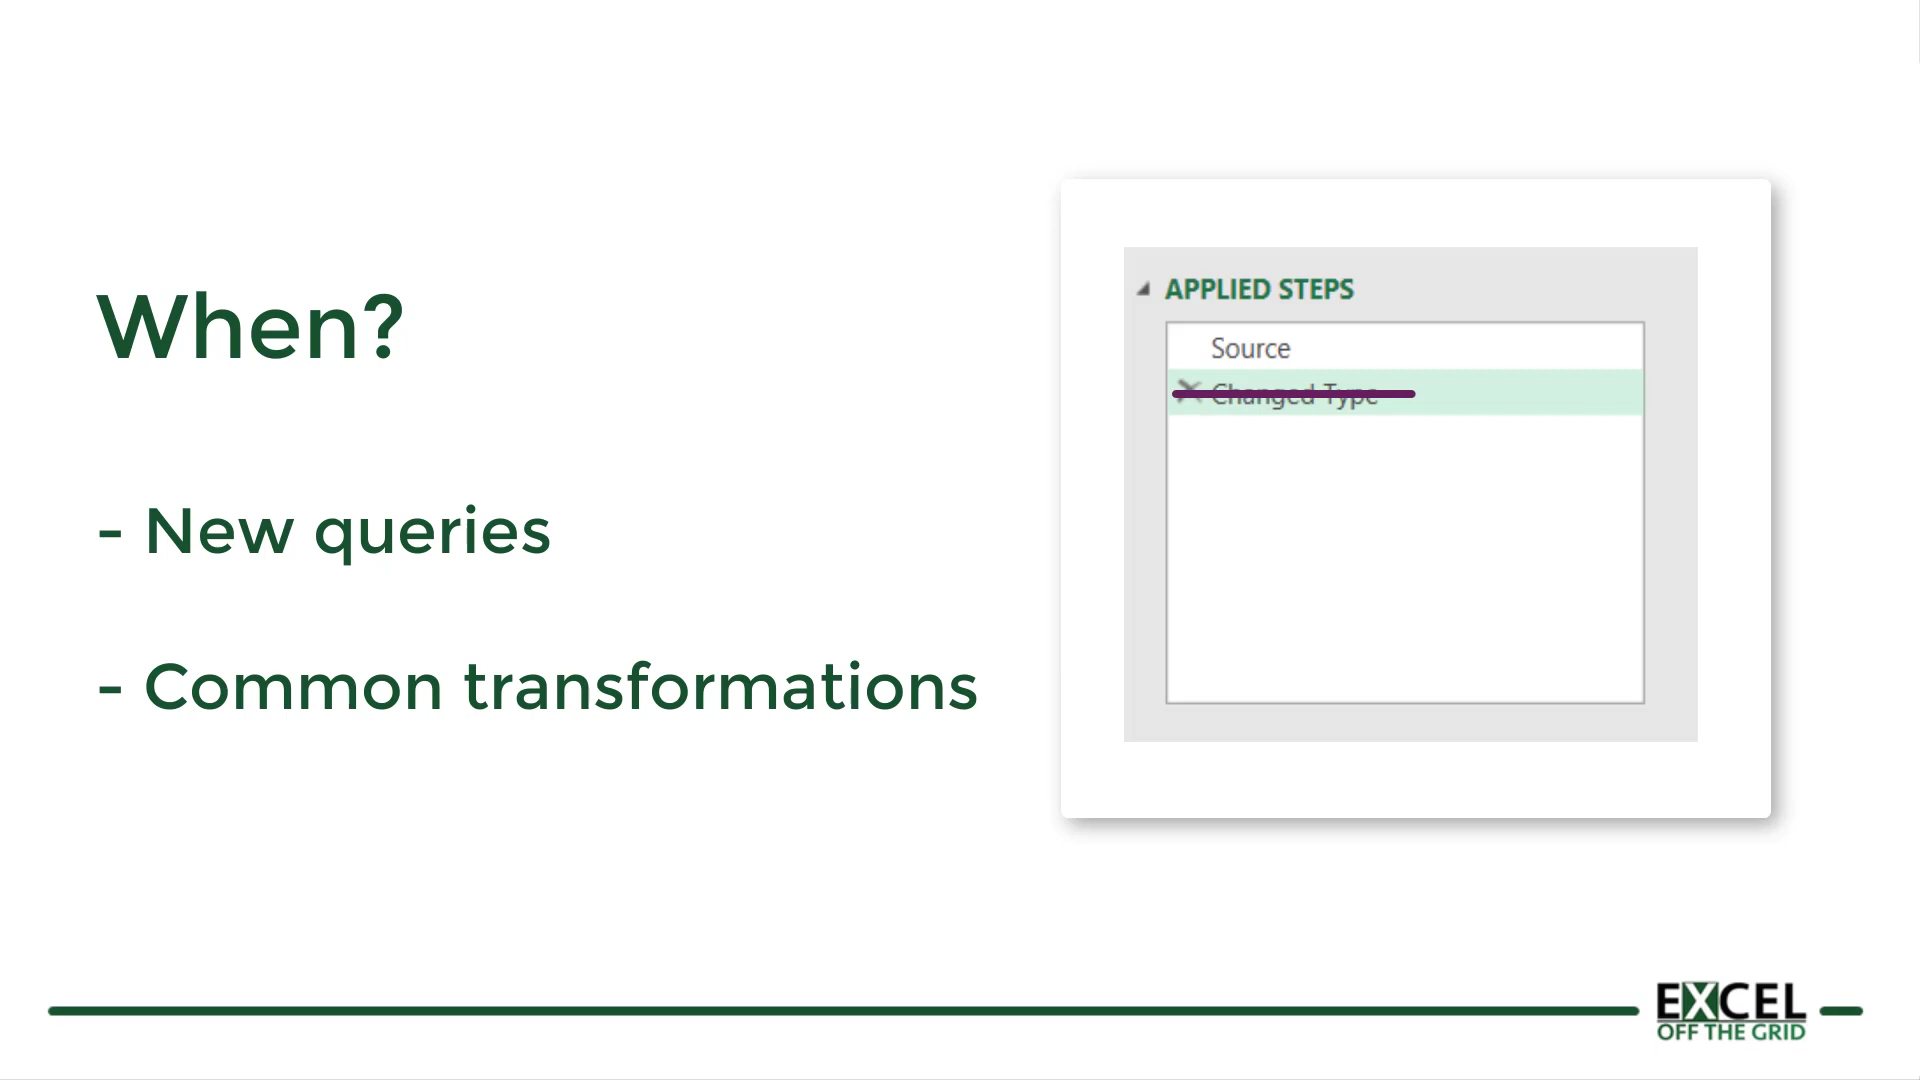 When?
- New queries
- Common transformations
APPLIED STEPS
Source
Changed Type
EXCEL
OFF THE GRID